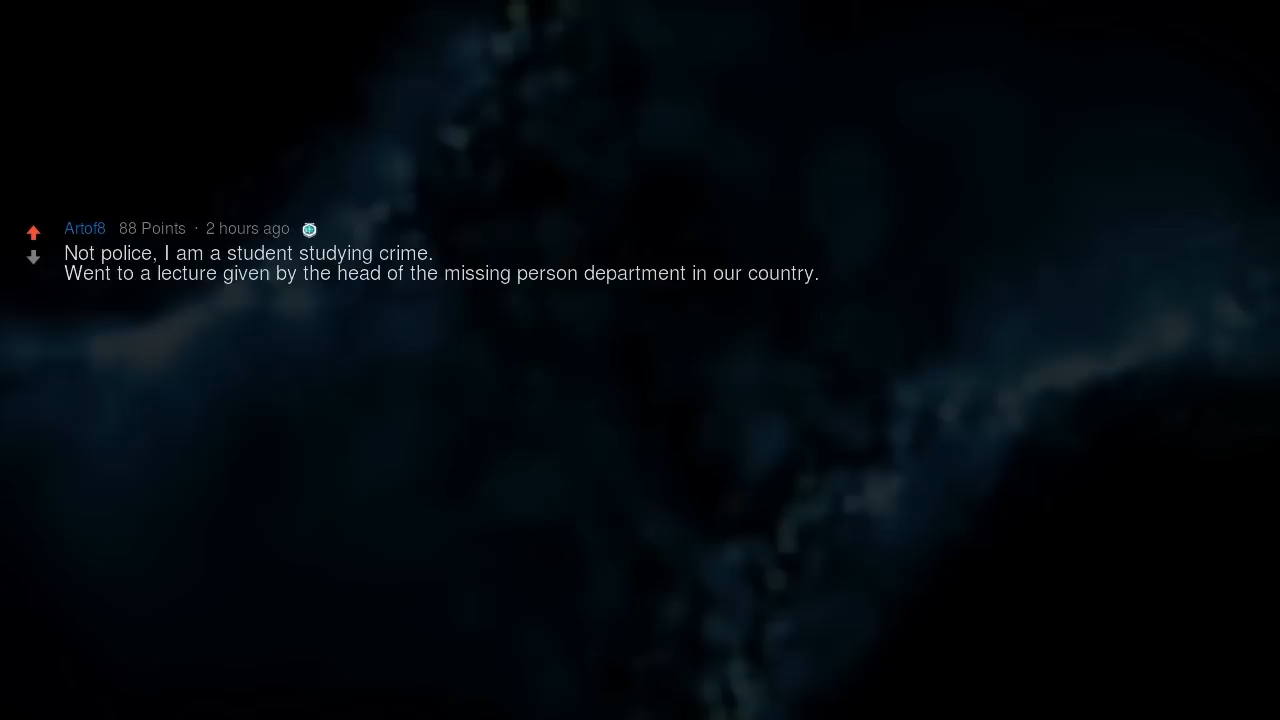 Artof8 88 Points · 2 hours ago
Not police, I am a student studying crime.
Went to a lecture given by the head of the missing person department in our country.